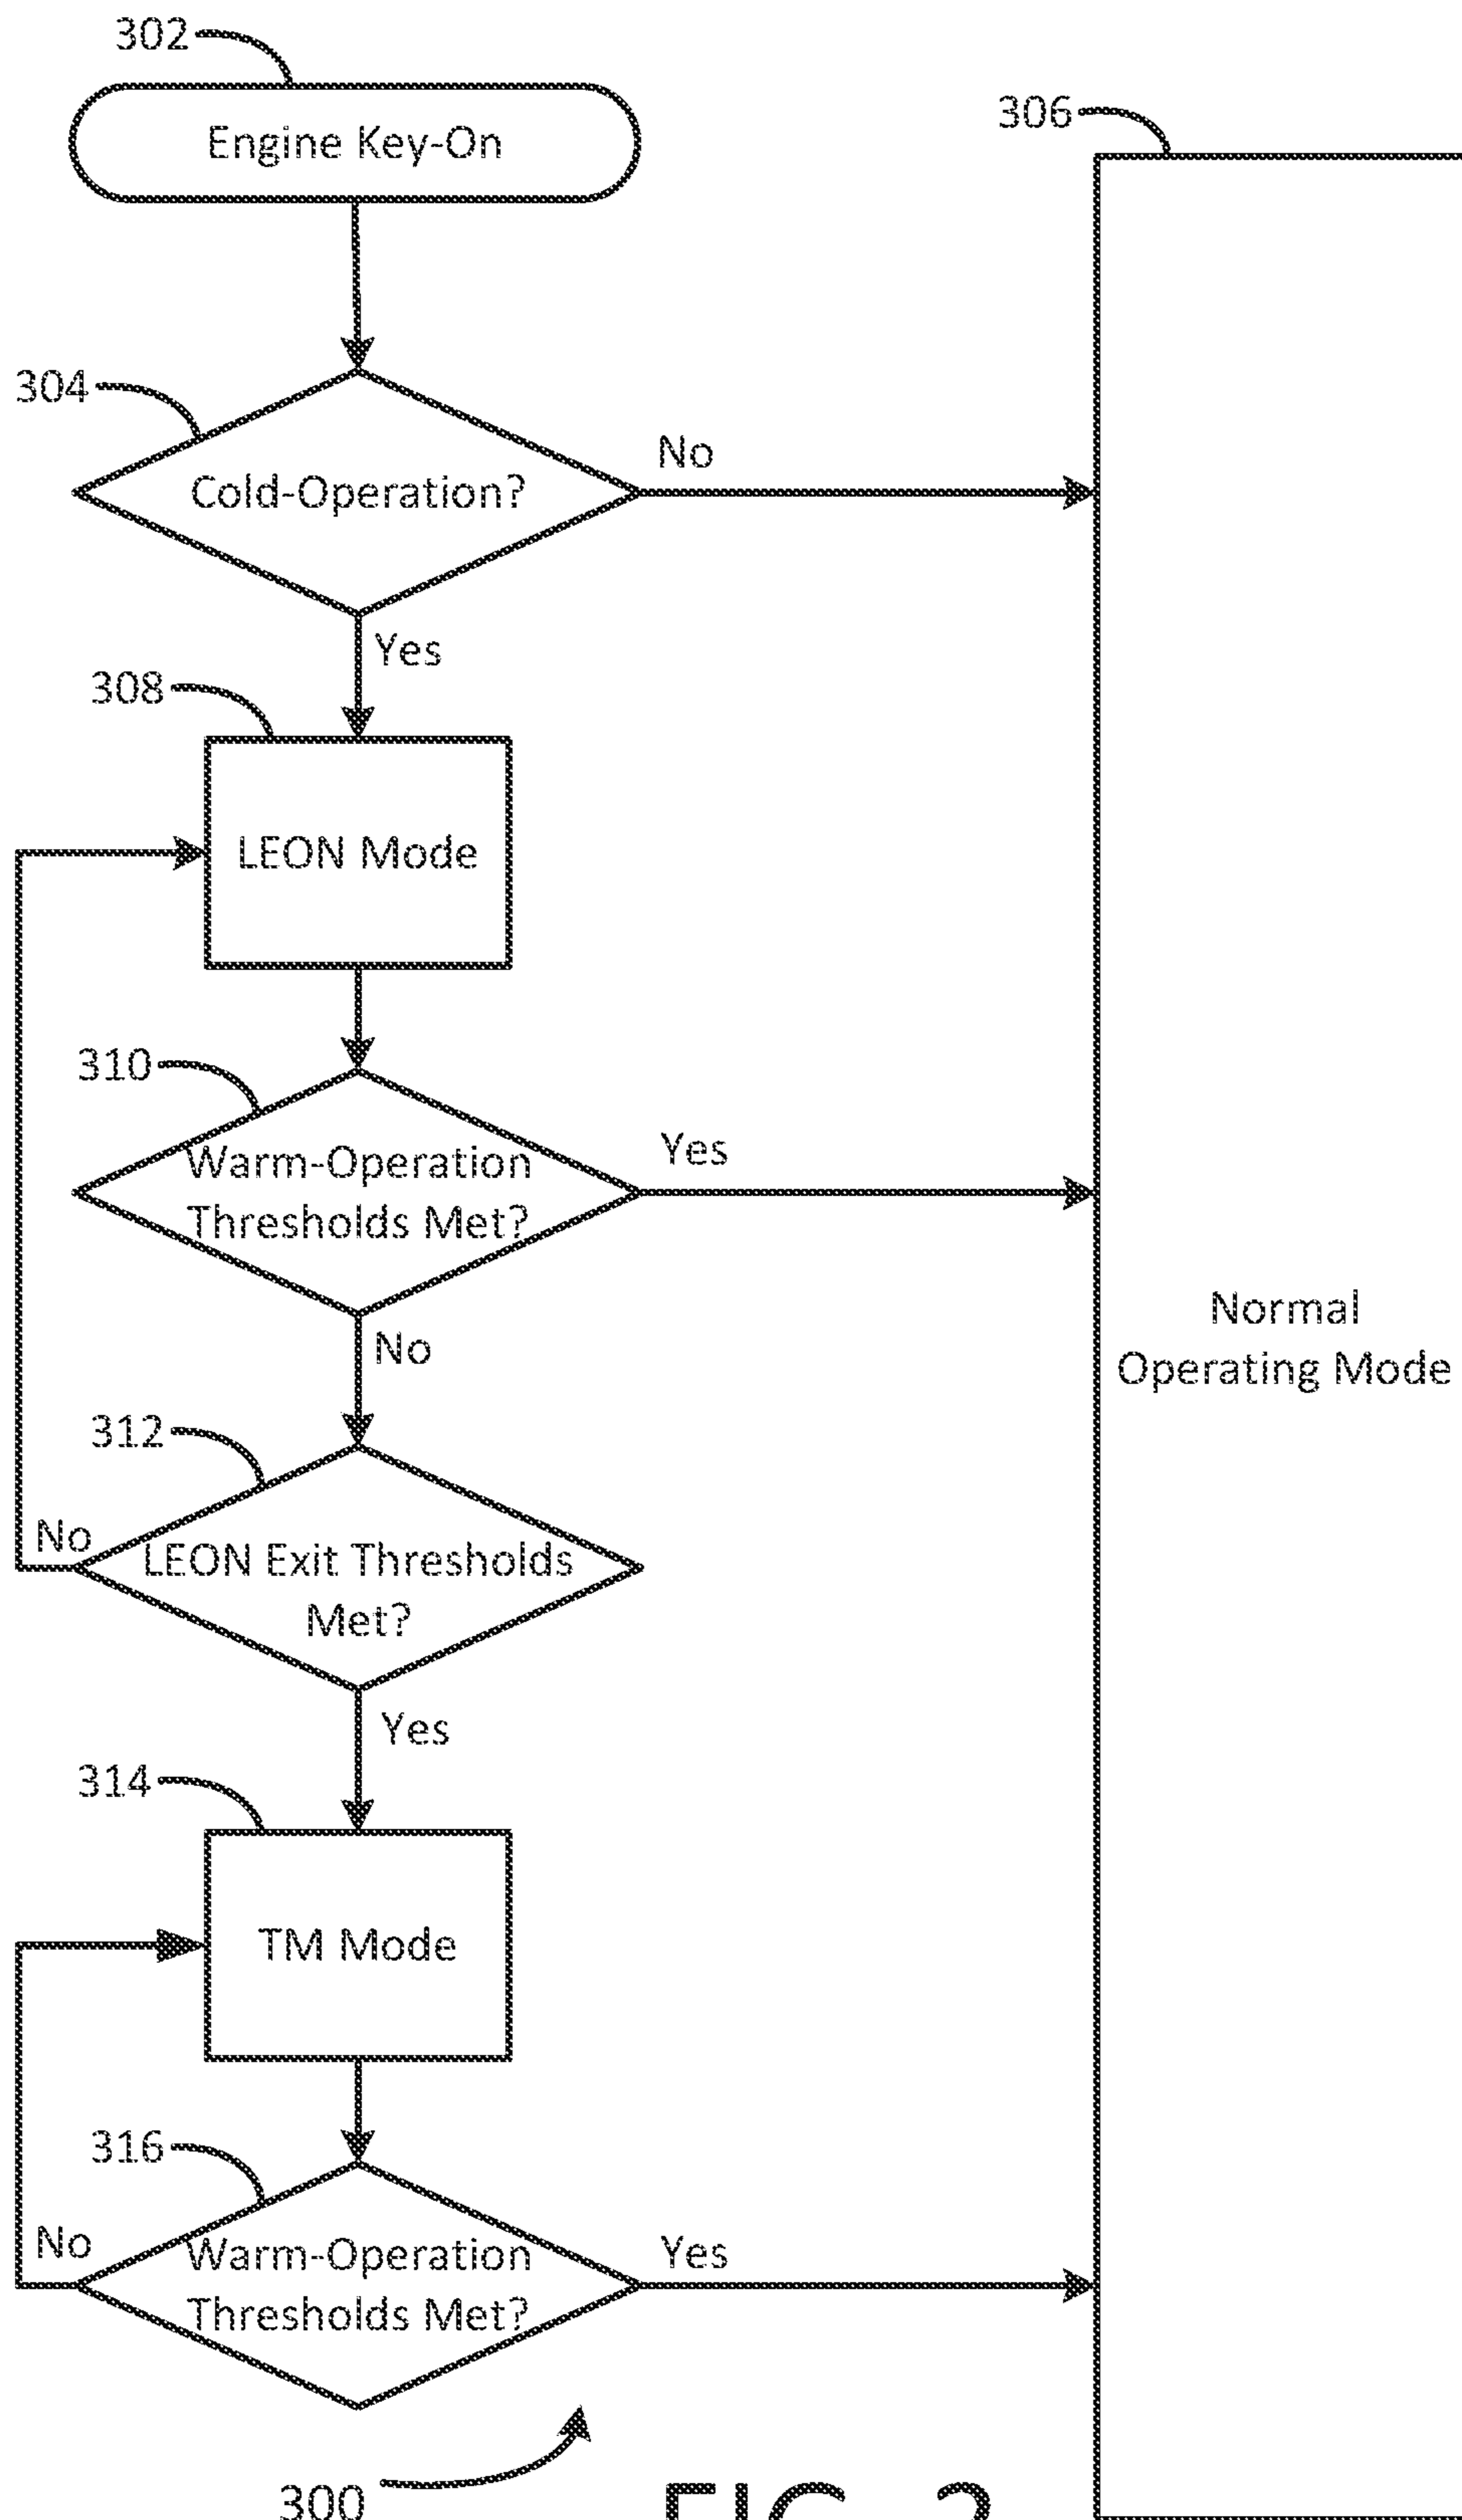 302
Engine Key-On
306
304
Cold-Operation?
No
Yes
308
LEON Mode
310
Warm-Operation
Thresholds Met?
Yes
No
Normal
Operating Mode
312
LEON Exit Thresholds
Met?
No
Yes
314
TM Mode
316
Warm-Operation
Thresholds Met?
No
Yes
300
FIG.